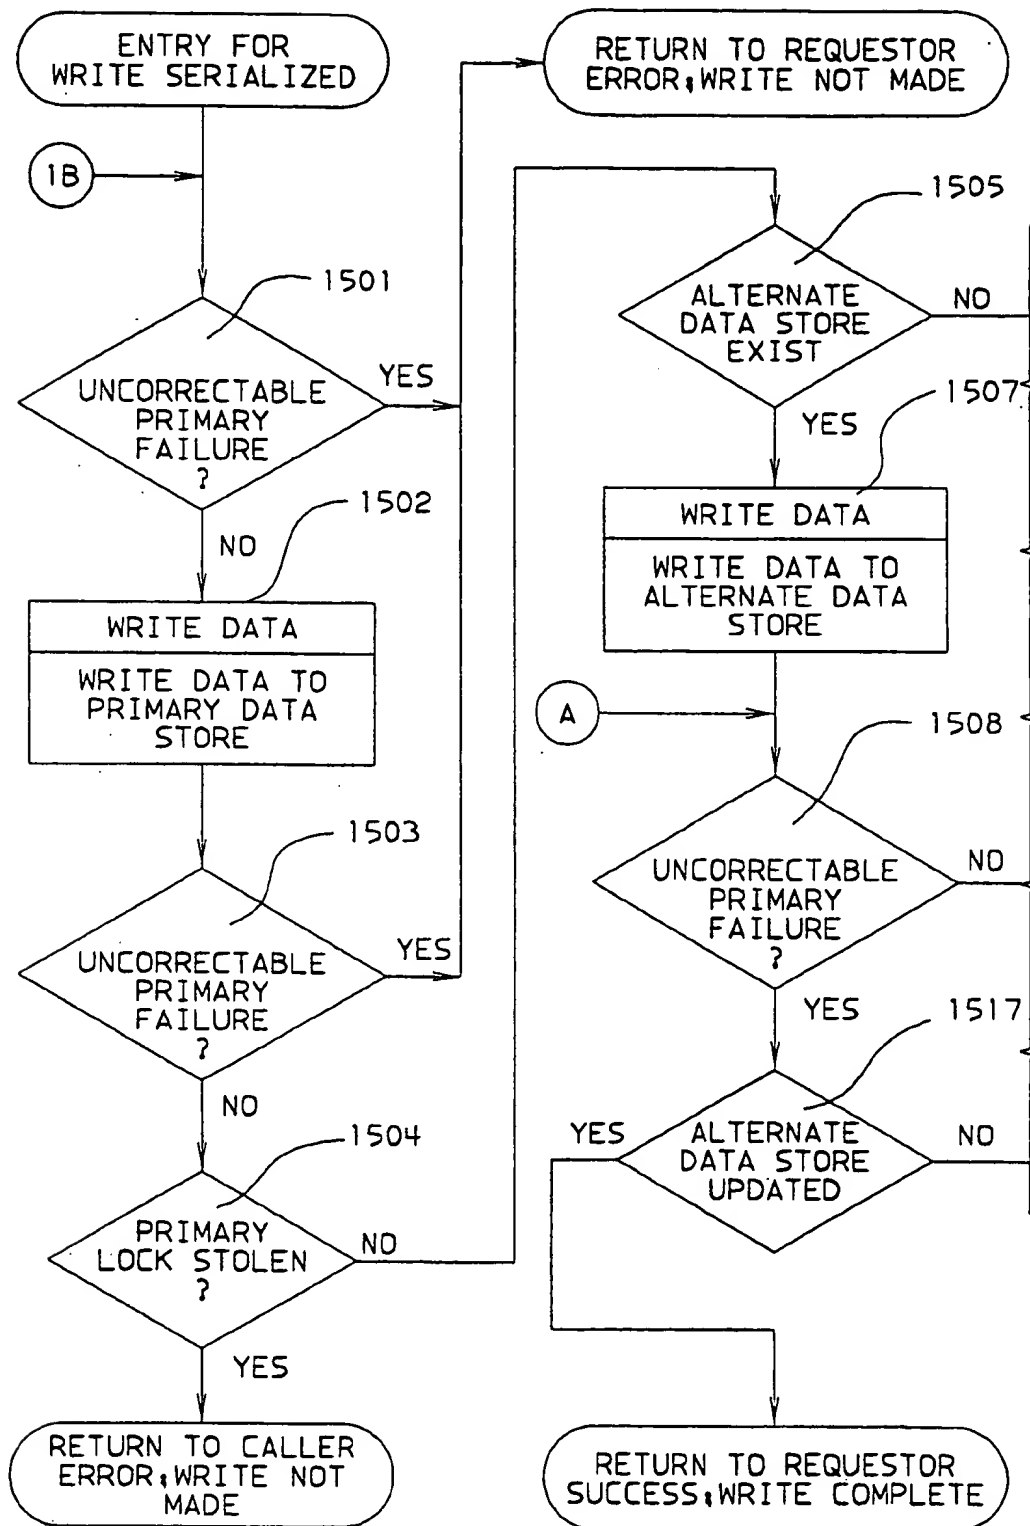 ENTRY FOR
WRITE SERIALIZED
1B
1501
UNCORRECTABLE
PRIMARY
FAILURE
?
YES
NO
1502
WRITE DATA
WRITE DATA TO
PRIMARY DATA
STORE
1503
UNCORRECTABLE
PRIMARY
FAILURE
?
YES
NO
1504
PRIMARY
LOCK STOLEN
?
NO
YES
RETURN TO CALLER
ERROR;WRITE NOT
MADE
RETURN TO REQUESTOR
ERROR;WRITE NOT MADE
1505
ALTERNATE
DATA STORE
EXIST
NO
YES
1507
WRITE DATA
WRITE DATA TO
ALTERNATE DATA
STORE
A
1508
UNCORRECTABLE
PRIMARY
FAILURE
?
NO
YES
1517
ALTERNATE
DATA STORE
UPDATED
YES
NO
RETURN TO REQUESTOR
SUCCESS;WRITE COMPLETE